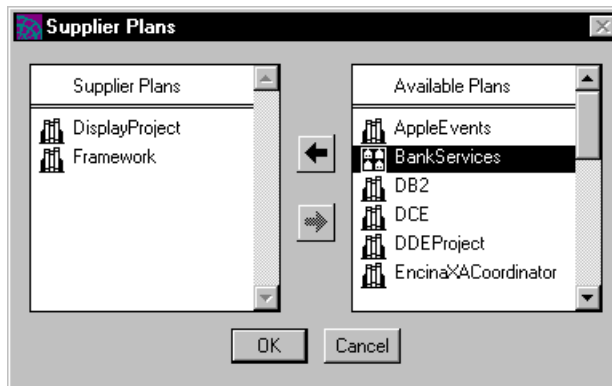 Supplier Plans
Supplier Plans
DisplayProject
Framework
Available Plans
AppleEvents
BankServices
DB2
DCE
DDEProject
EncinaXACoordinator
OK
Cancel